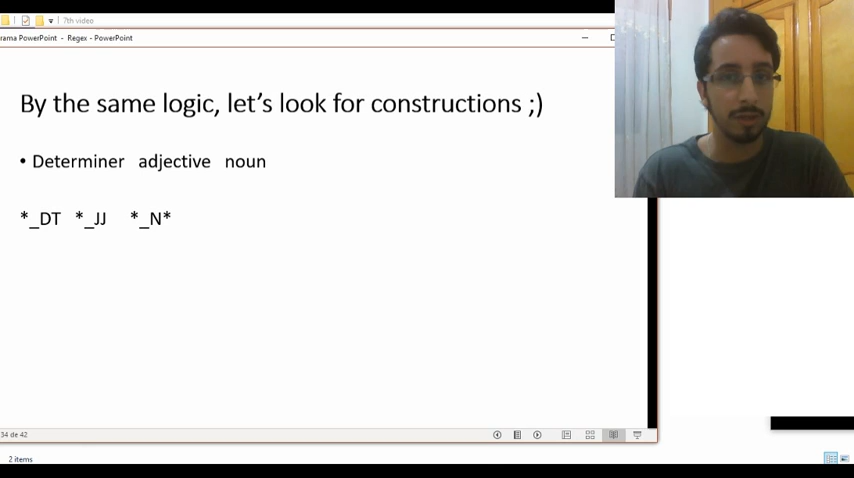 7th video
rama PowerPoint - Regex - PowerPoint
By the same logic, let's look for constructions ;)
• Determiner adjective noun
*_DT *_JJ *_N*
34 de 42
2 items